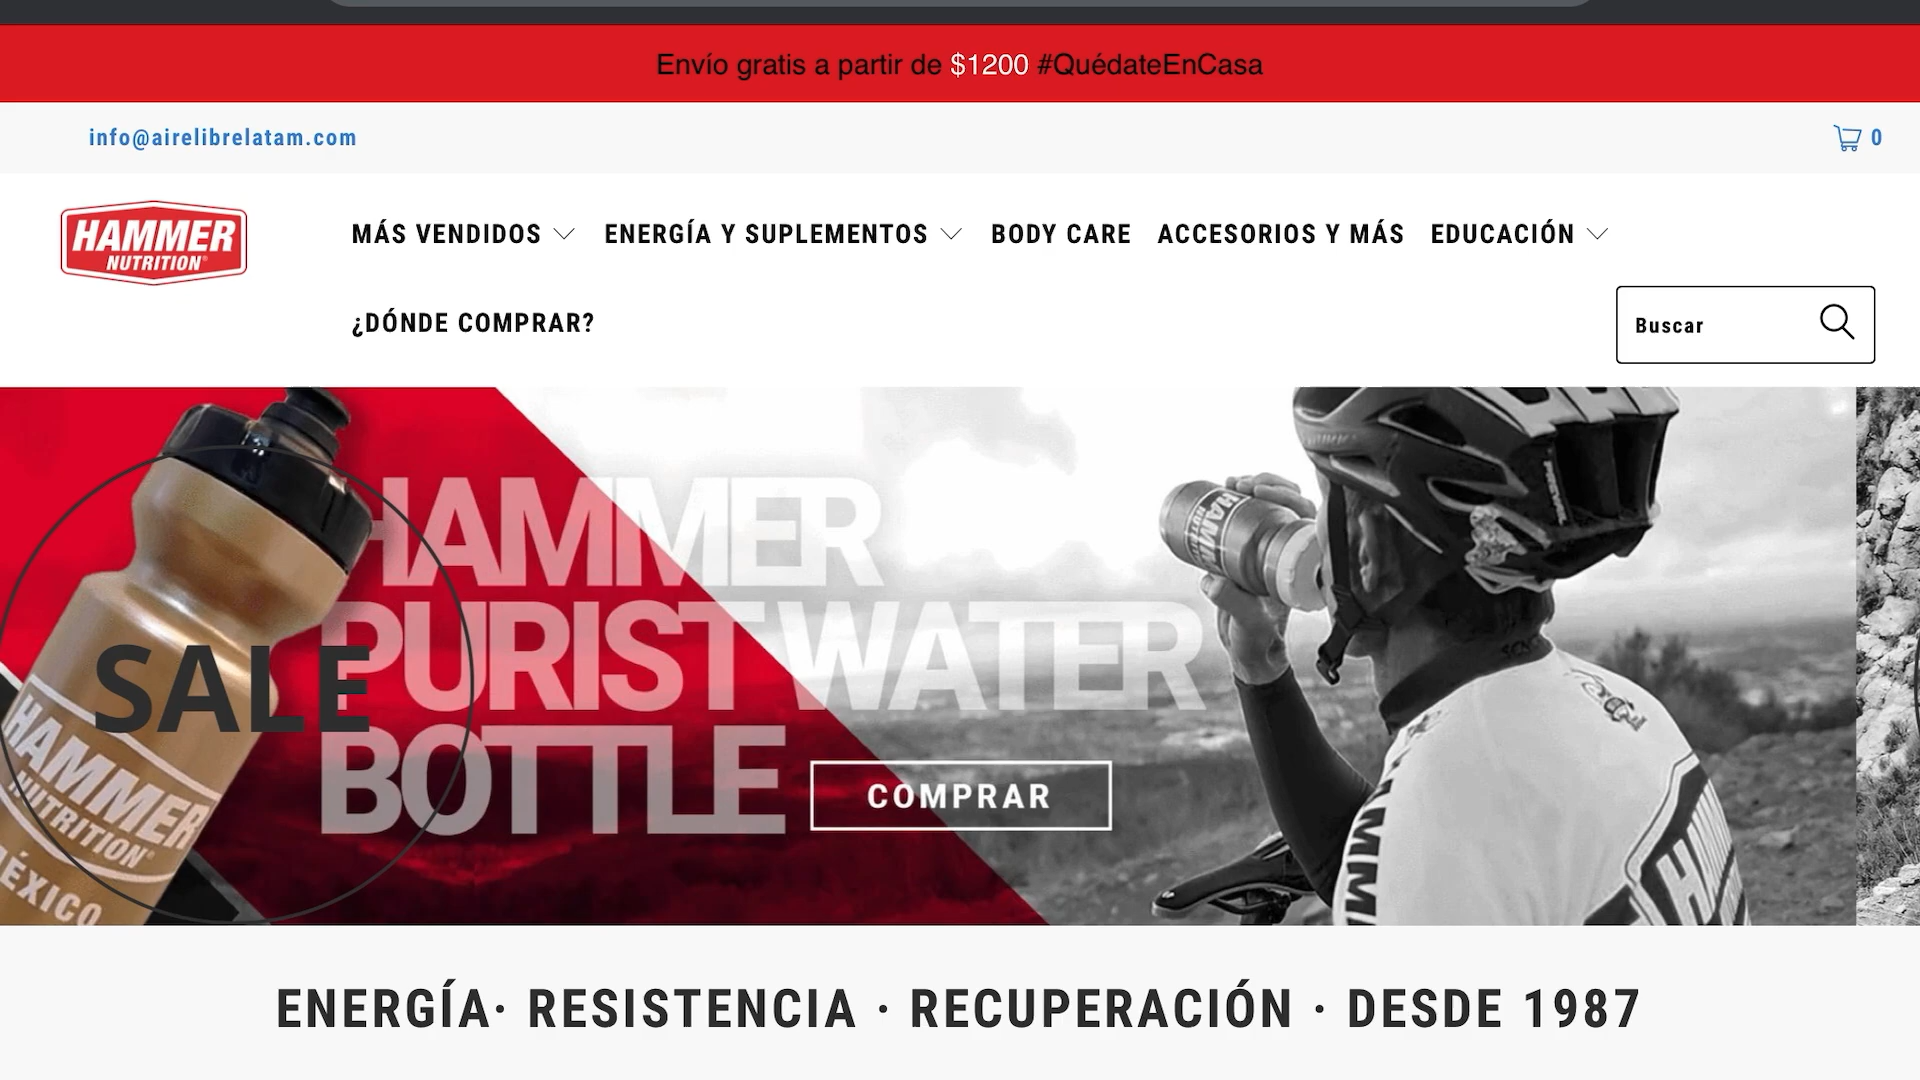 Envío gratis a partir de $1200 #QuédateEnCasa
info@airelibrelatam.com
0
HAMMER
NUTRITION®
MÁS VENDIDOS
ENERGÍA Y SUPLEMENTOS
BODY CARE
ACCESORIOS Y MÁS
EDUCACIÓN
¿DÓNDE COMPRAR?
Buscar
HAMMER
PURIST WATER
BOTTLE
SALE
COMPRAR
HAMMER
NUTRITION®
MÉXICO
ENERGÍA· RESISTENCIA · RECUPERACIÓN · DESDE 1987